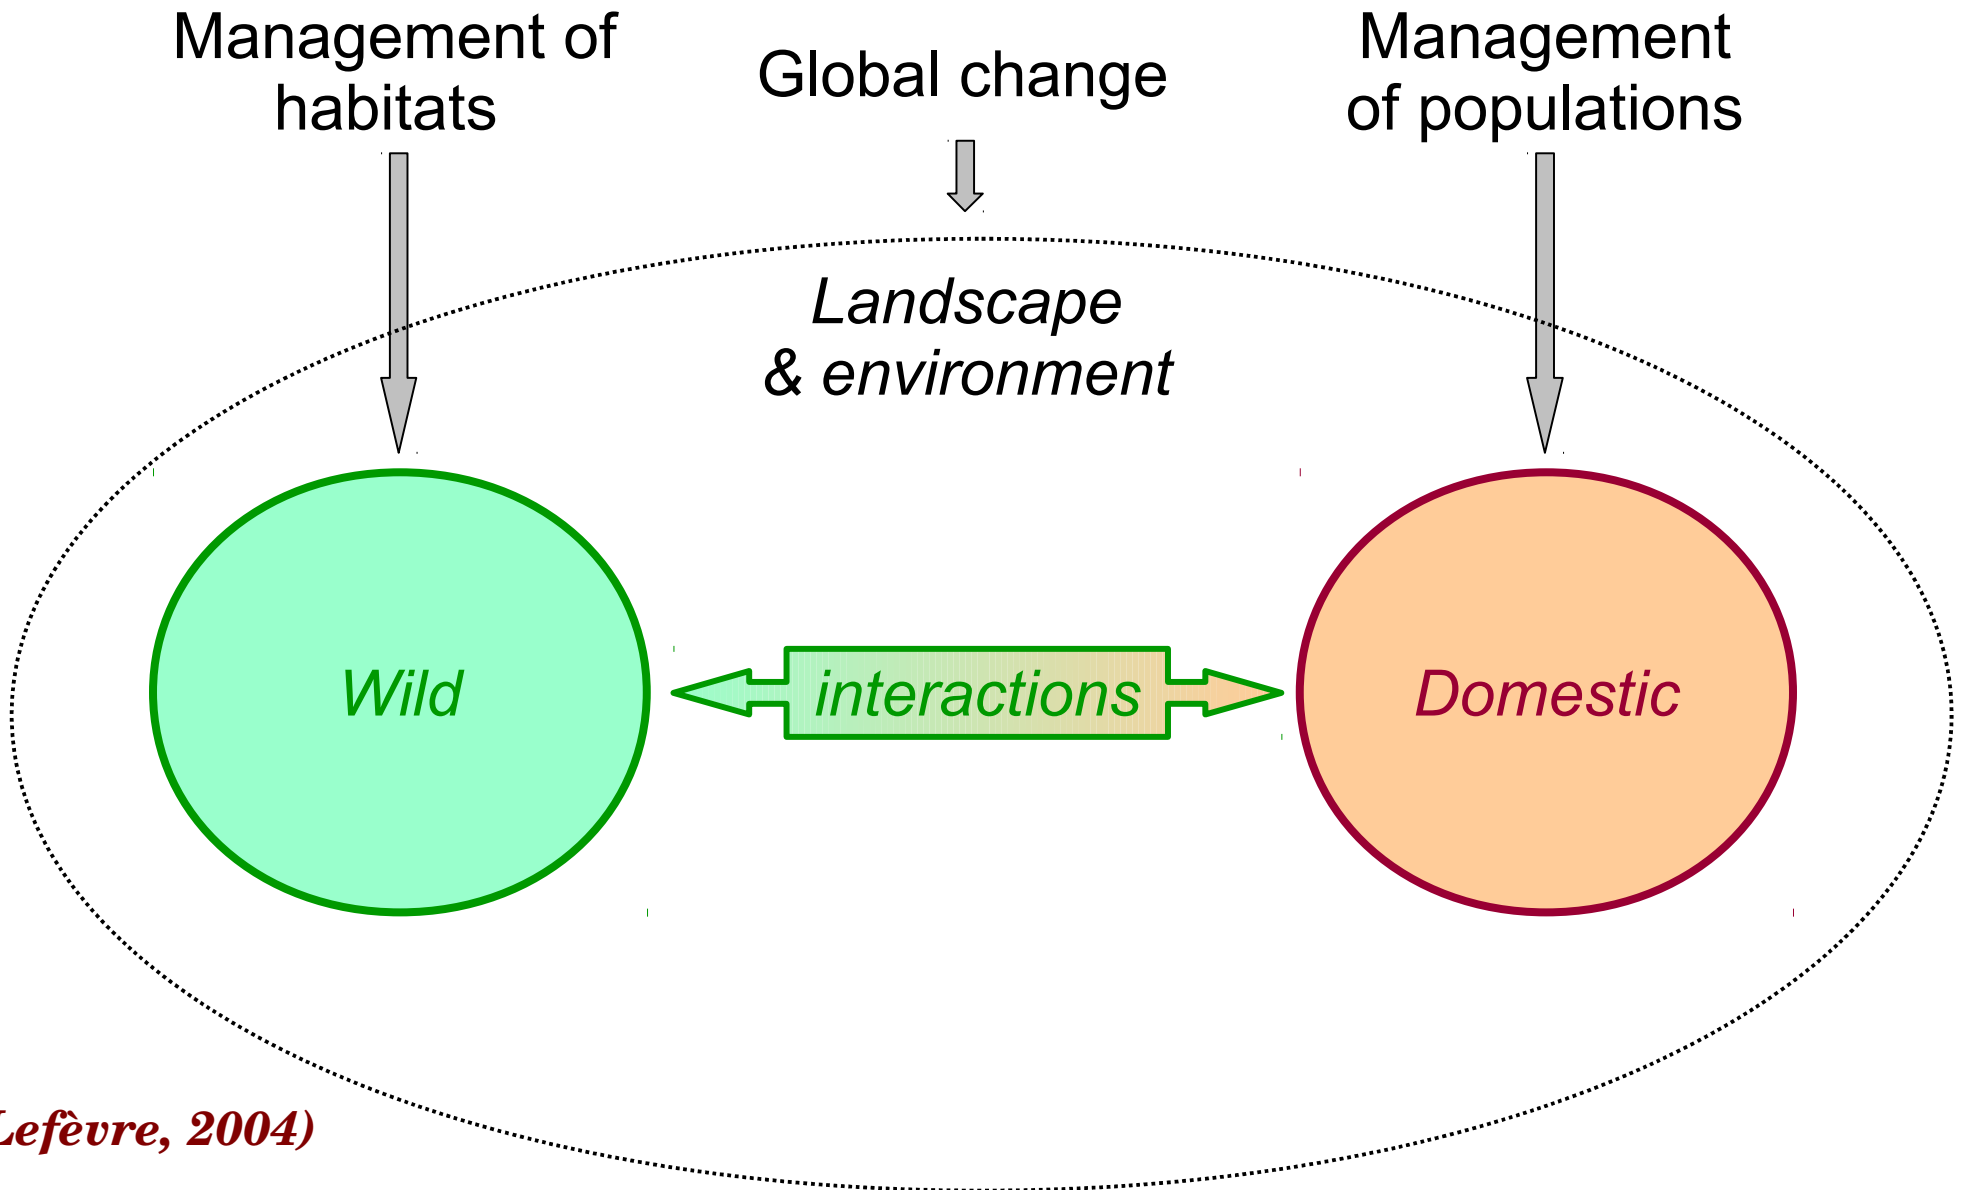 Management of
habitats
Global change
Management
of populations
Landscape
& environment
Wild
interactions
Domestic
Lefèvre, 2004)